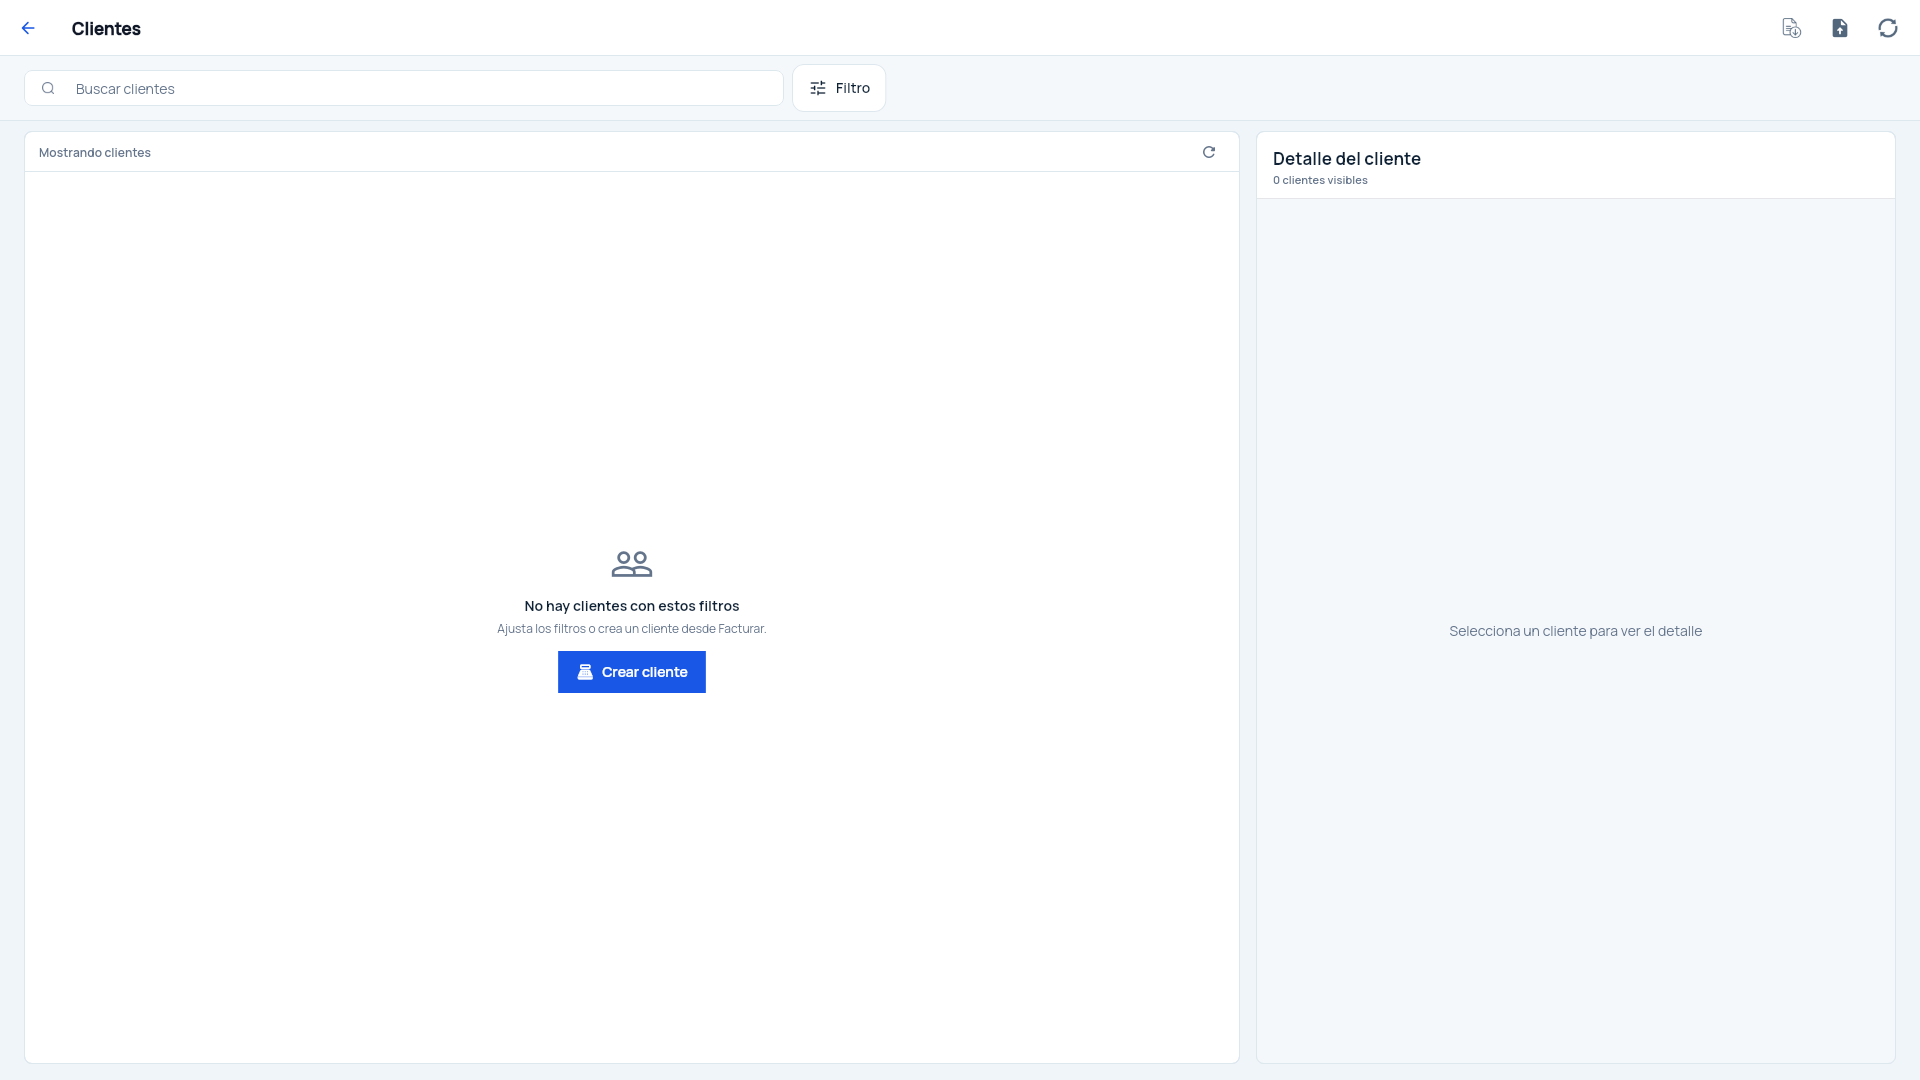 Clientes
Buscar clientes
Filtro
Mostrando clientes
Detalle del cliente
0 clientes visibles
No hay clientes con estos filtros
Ajusta los filtros o crea un cliente desde Facturar.
Crear cliente
Selecciona un cliente para ver el detalle